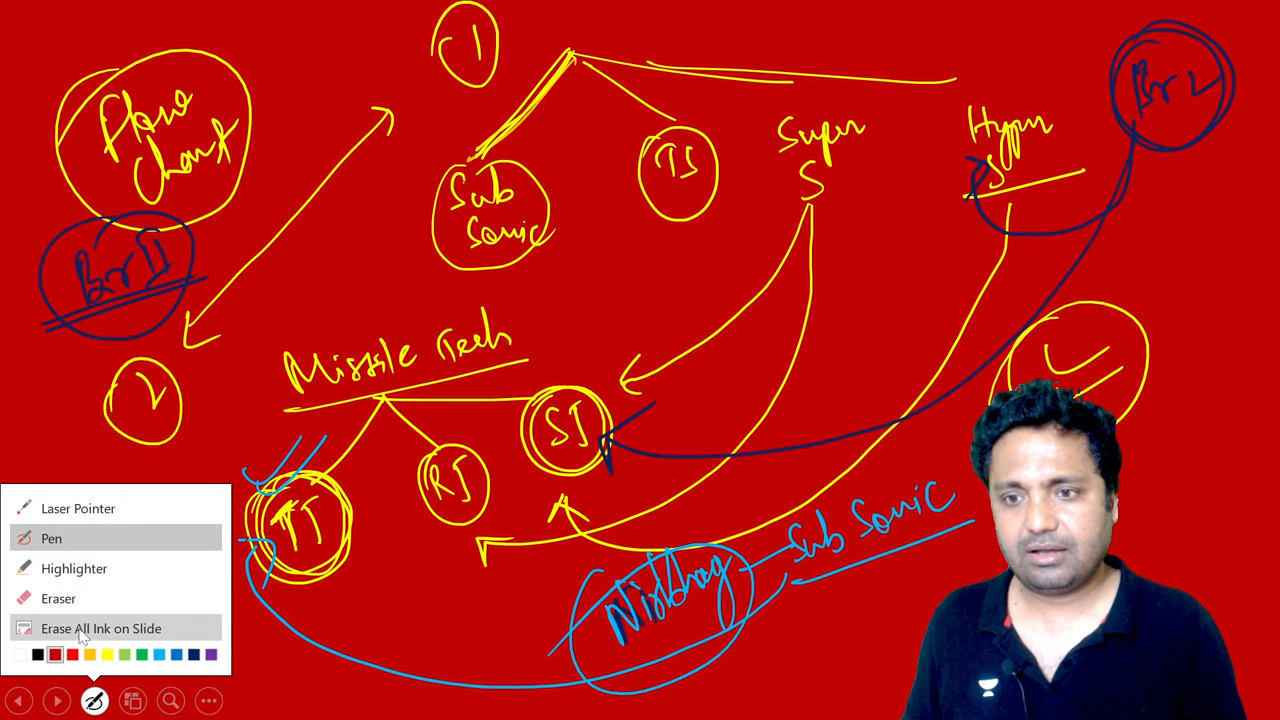 1
Flow
chart
Sub
Sonic
TS
Super
S
Hyper
S
Br 2
Br II
2
Missile Tech
TJ
RJ
SJ
Nirbhay
Sub Sonic
Laser Pointer
Pen
Highlighter
Eraser
Erase All Ink on Slide